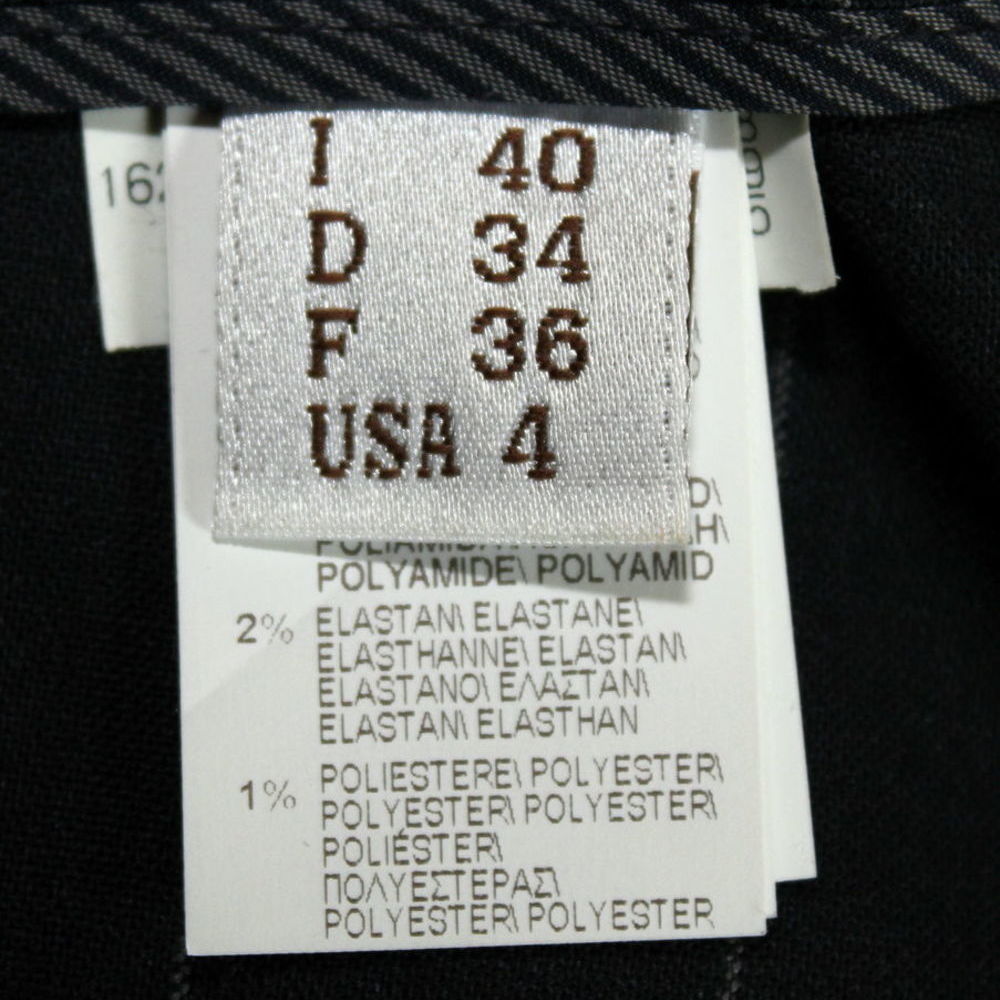 I 40
D 34
F 36
USA 4
POLYAMIDE\ POLYAMID
2% ELASTAN\ ELASTANE\
ELASTHANNE\ ELASTAN\
ELASTANO\ ΕΛΑΣΤΑΝ\
ELASTAN\ ELASTHAN
1% POLIESTERE\ POLYESTER\
POLYESTER\ POLYESTER\
POLIÉSTER\
ΠΟΛΥΕΣΤΕΡΑΣ\
POLYESTER\ POLYESTER